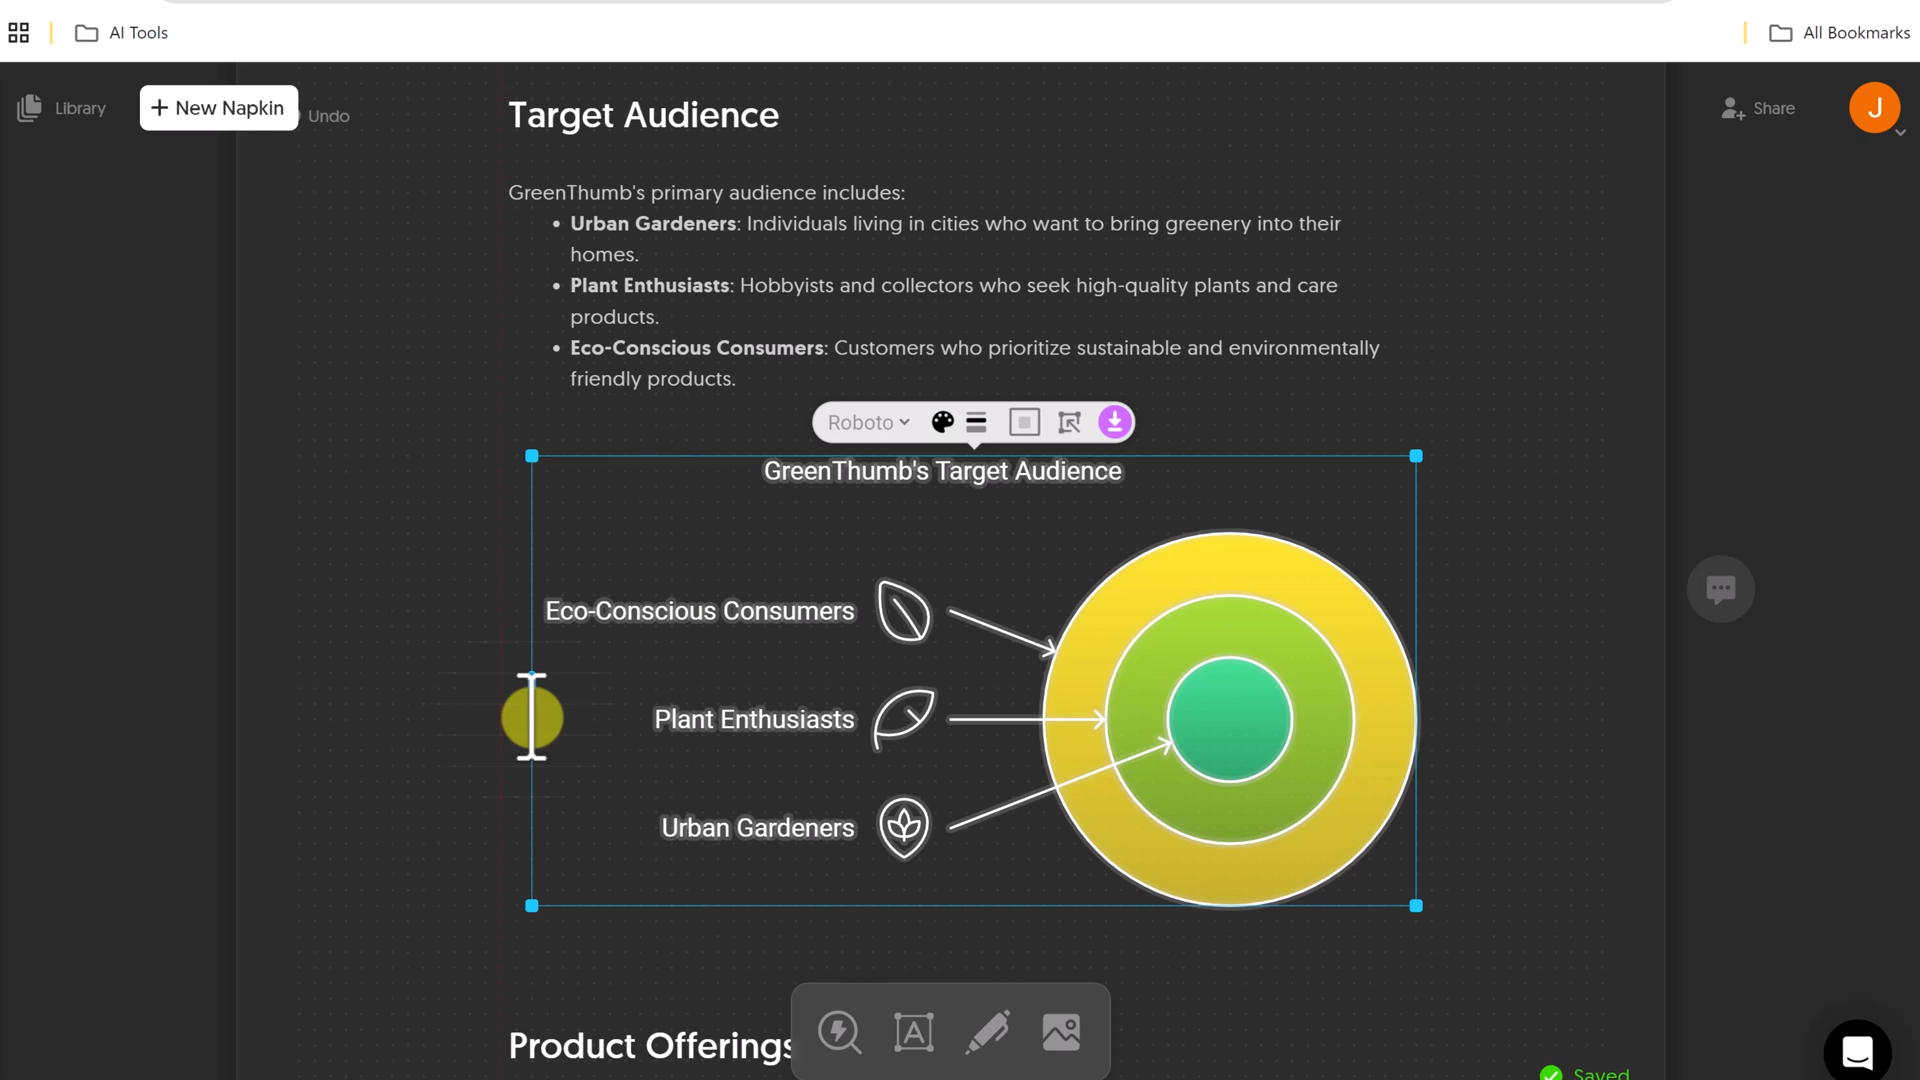 AI Tools
All Bookmarks
Library
+ New Napkin
Undo
Share
J
Target Audience
GreenThumb's primary audience includes:
• Urban Gardeners: Individuals living in cities who want to bring greenery into their
homes.
• Plant Enthusiasts: Hobbyists and collectors who seek high-quality plants and care
products.
• Eco-Conscious Consumers: Customers who prioritize sustainable and environmentally
friendly products.
Roboto
GreenThumb's Target Audience
Eco-Conscious Consumers
Plant Enthusiasts
Urban Gardeners
Product Offerings
A
Saved